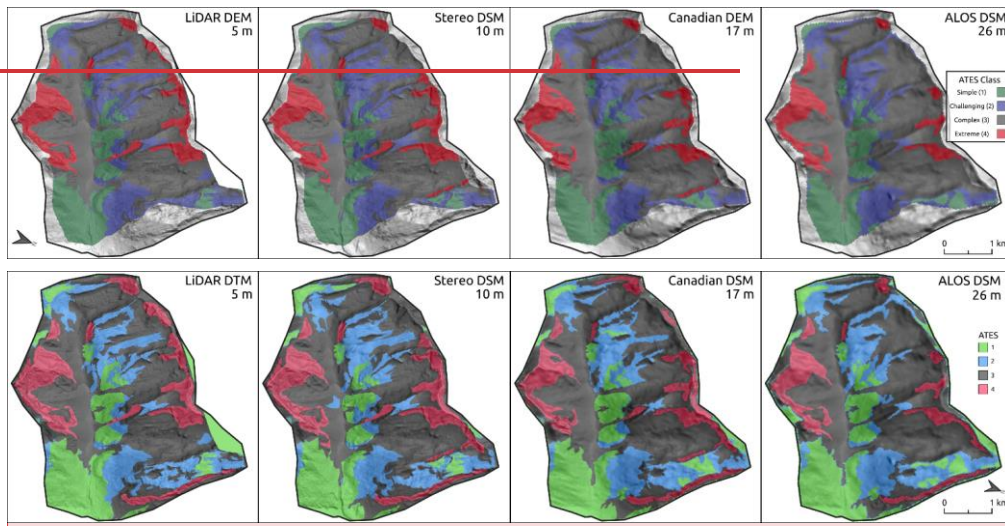 LiDAR DEM
5 m
Stereo DSM
10 m
Canadian DEM
17 m
ALOS DSM
26 m
ATES Class
Simple (1)
Challenging (2)
Complex (3)
Extreme (4)
0 1 km
LiDAR DTM
5 m
Stereo DSM
10 m
Canadian DSM
17 m
ALOS DSM
26 m
ATES
1
2
3
4
0 1 km